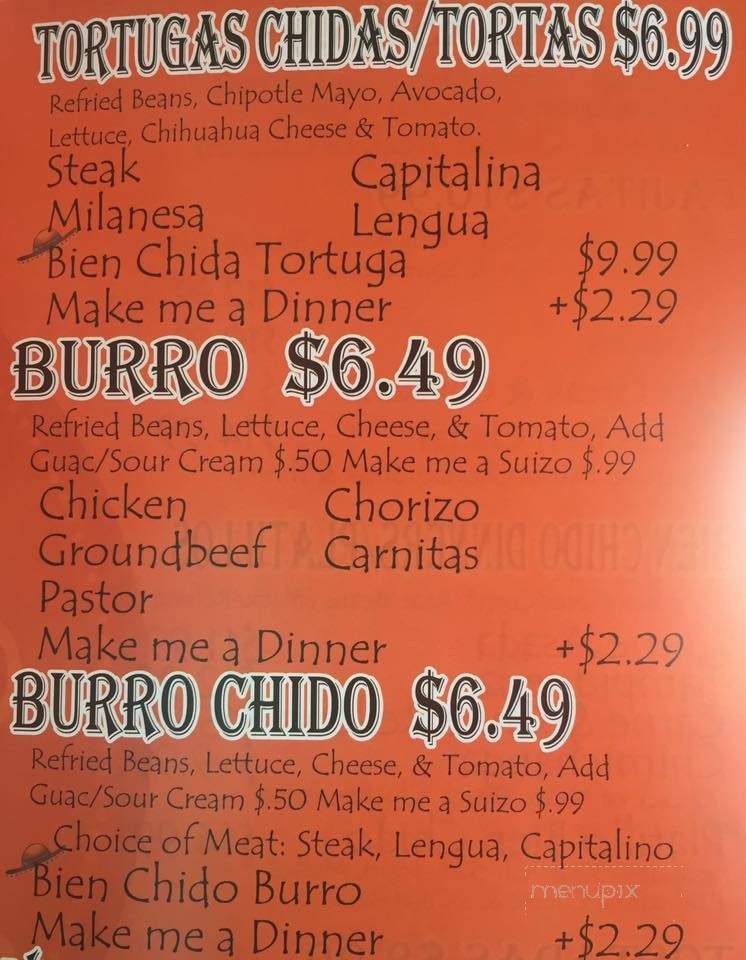 TORTUGAS CHIDAS/TORTAS $6.99
Refried Beans, Chipotle Mayo, Avocado,
Lettuce, Chihuahua Cheese & Tomato.
Steak Capitalina
Milanesa Lengua
Bien Chida Tortuga $9.99
Make me a Dinner +$2.29
BURRO $6.49
Refried Beans, Lettuce, Cheese, & Tomato, Add
Guac/Sour Cream $.50 Make me a Suizo $.99
Chicken Chorizo
Groundbeef Carnitas
Pastor
Make me a Dinner +$2.29
BURRO CHIDO $6.49
Refried Beans, Lettuce, Cheese, & Tomato, Add
Guac/Sour Cream $.50 Make me a Suizo $.99
Choice of Meat: Steak, Lengua, Capitalino
Bien Chido Burro
menupix
Make me a Dinner +$2.29